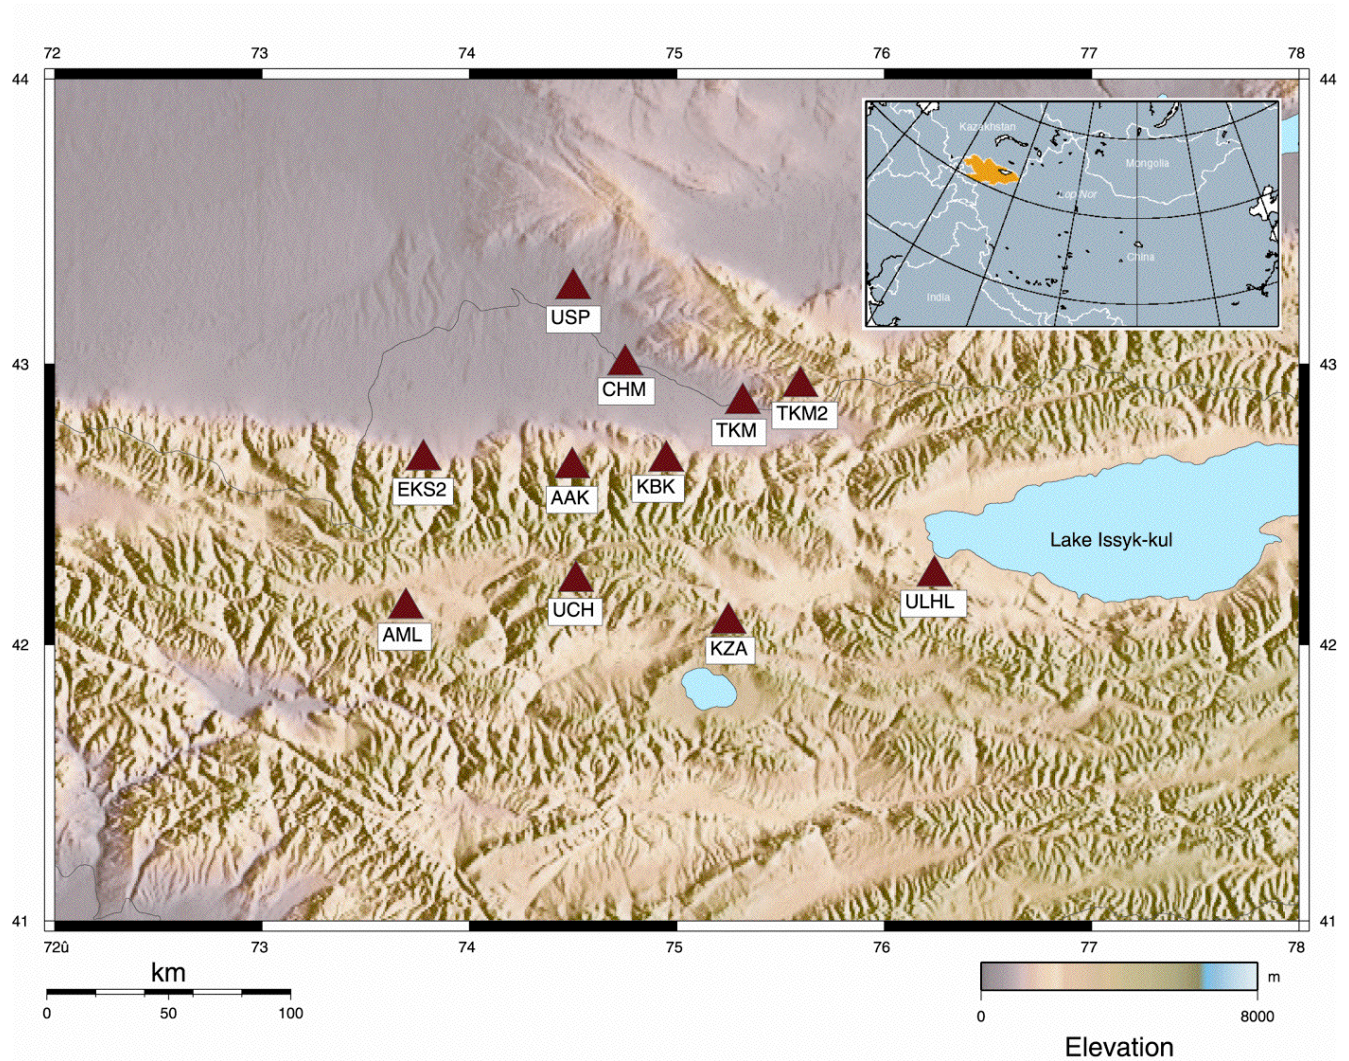 72 73 74 75 76 77 78
44 44
Kazakhstan
Mongolia
Lop Nor
China
India
USP
43 43
CHM
TKM2
TKM
EKS2
AAK
KBK
Lake Issyk-kul
ULHL
UCH
AML
KZA
42 42
41 41
72û 73 74 75 76 77 78
km
0 50 100
m
0 8000
Elevation